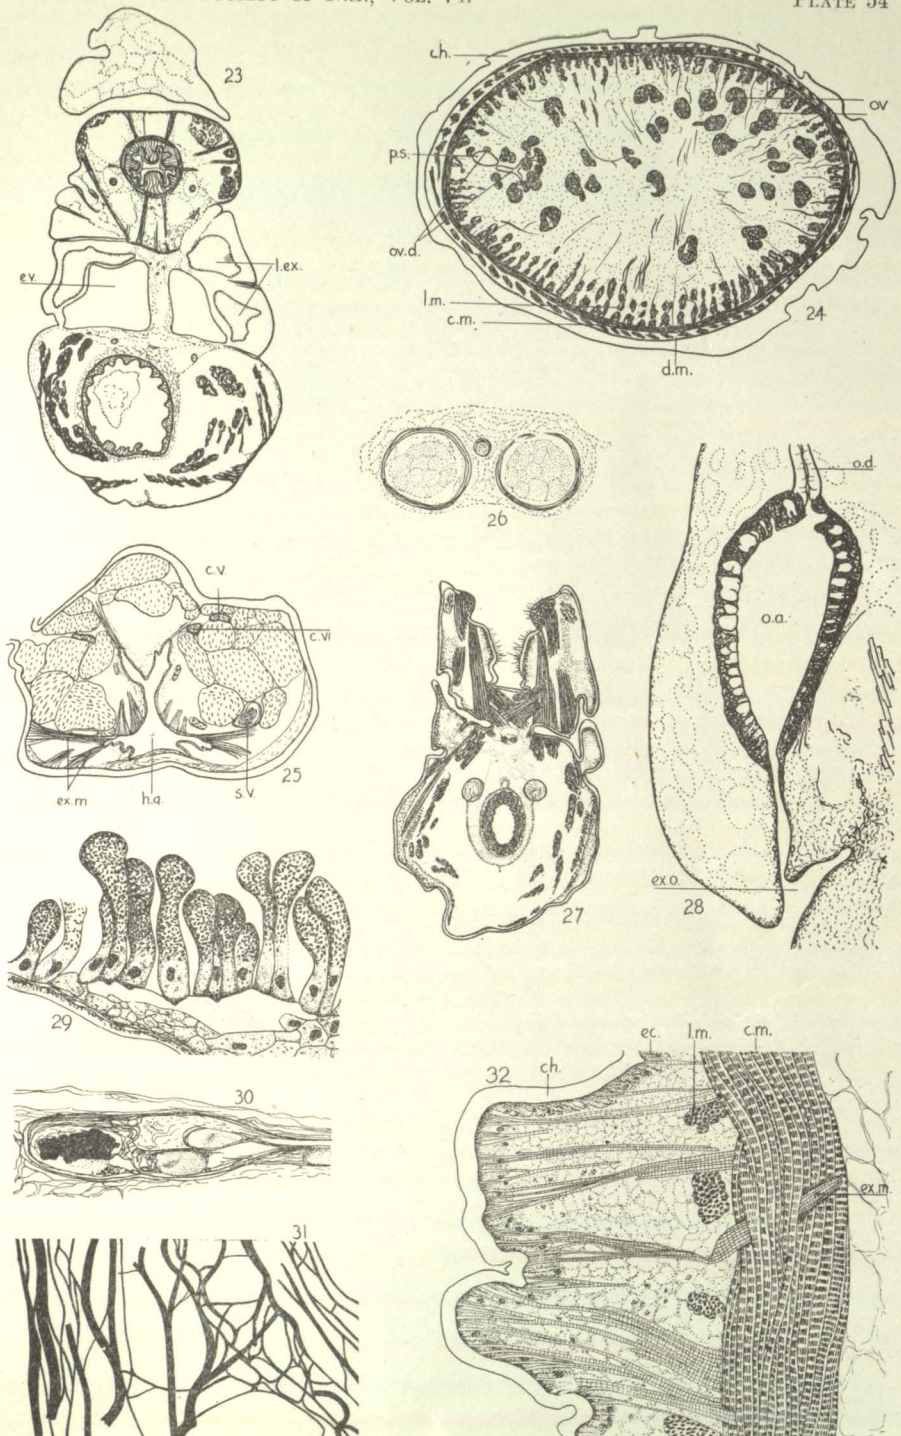 PLATE 54
23
ch.
ov
p.s.
ov.d.
e.v.
l.ex.
l.m.
c.m.
24
d.m.
26
o.d.
c.v.
c.vi
o.a.
25
ex.m
h.g.
s.v.
27
ex.o.
28
29
30
31
32
ch.
ec.
l.m.
c.m.
ex.m.